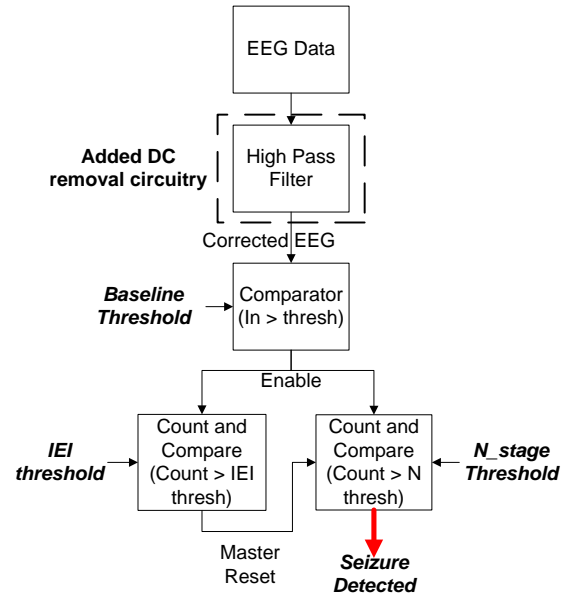 EEG Data
Added DC
removal circuitry
High Pass
Filter
Corrected EEG
Baseline
Threshold
Comparator
(In > thresh)
Enable
IEI
threshold
Count and
Compare
(Count > IEI
thresh)
Count and
Compare
(Count > N
thresh)
N_stage
Threshold
Master
Reset
Seizure
Detected